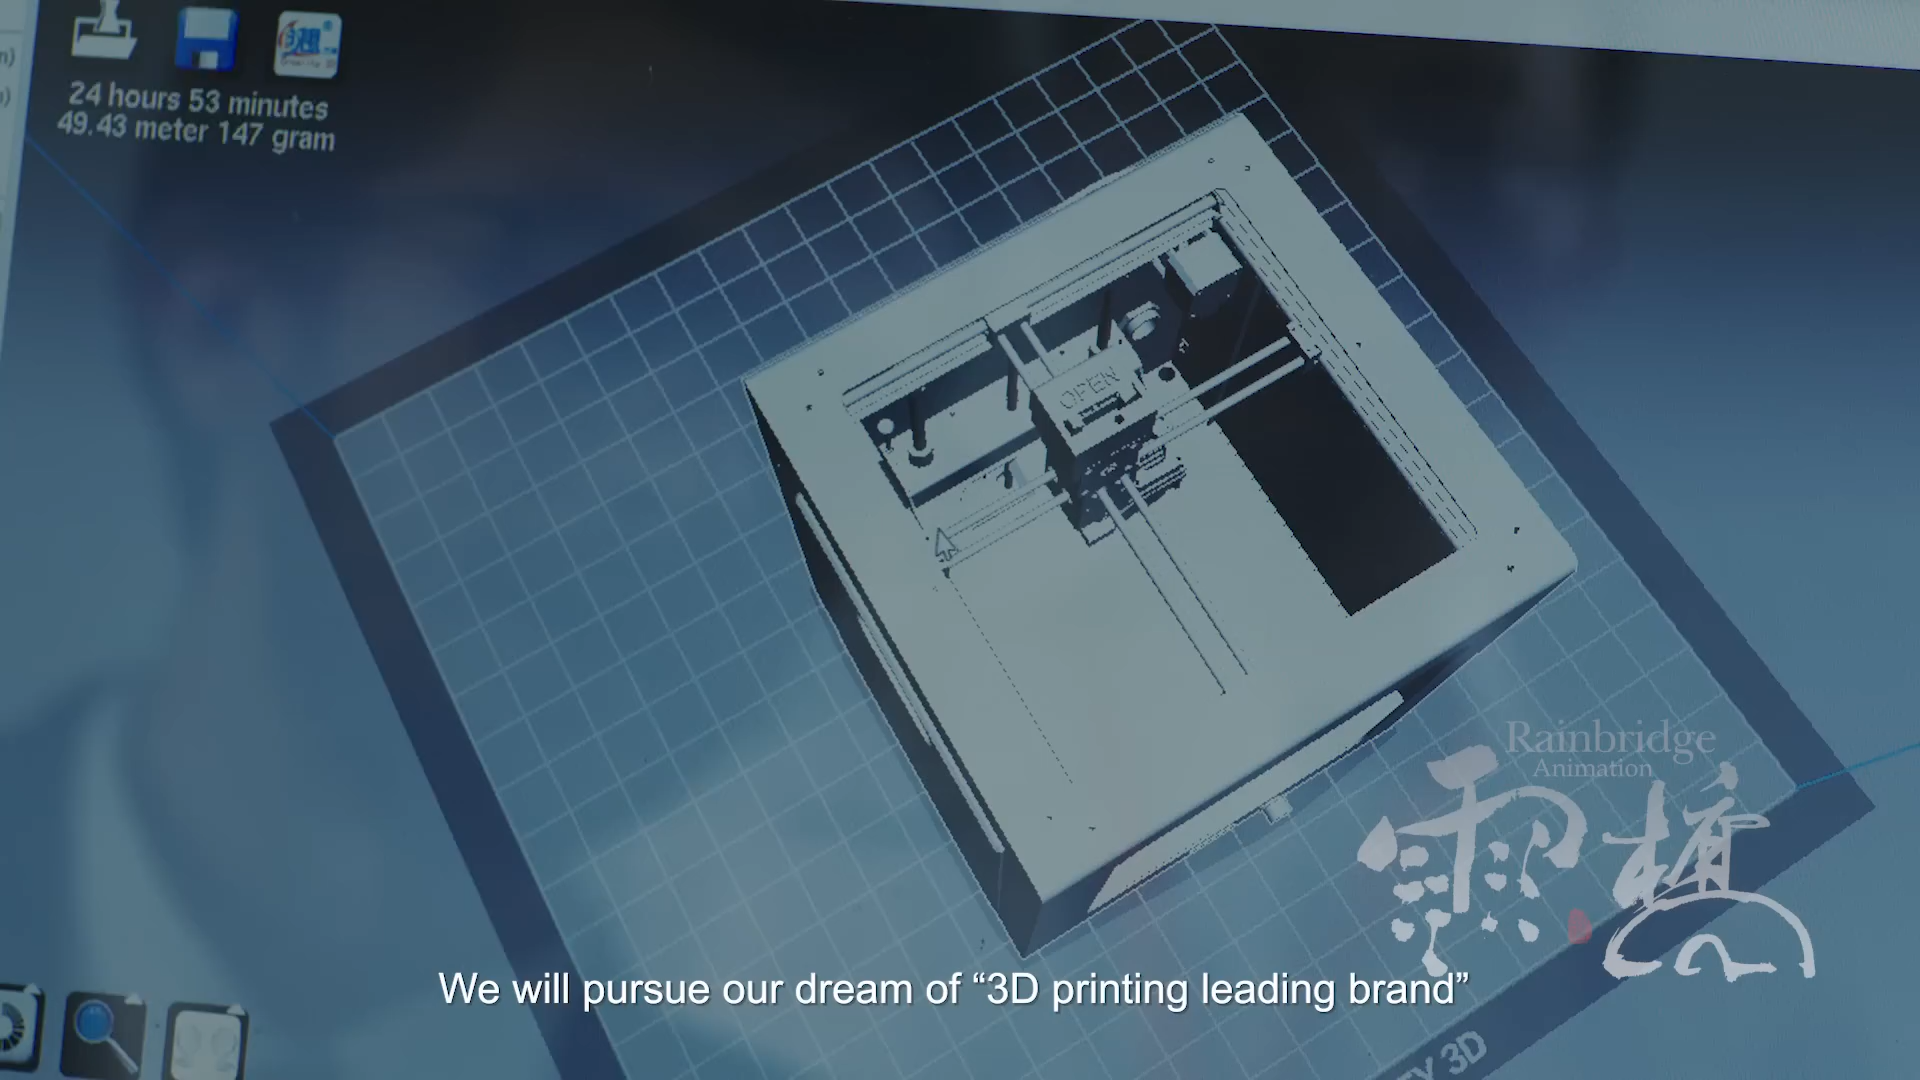 24 hours 53 minutes
49.43 meter 147 gram
OPEN
Rainbridge
Animation
We will pursue our dream of “3D printing leading brand”
TY 3D